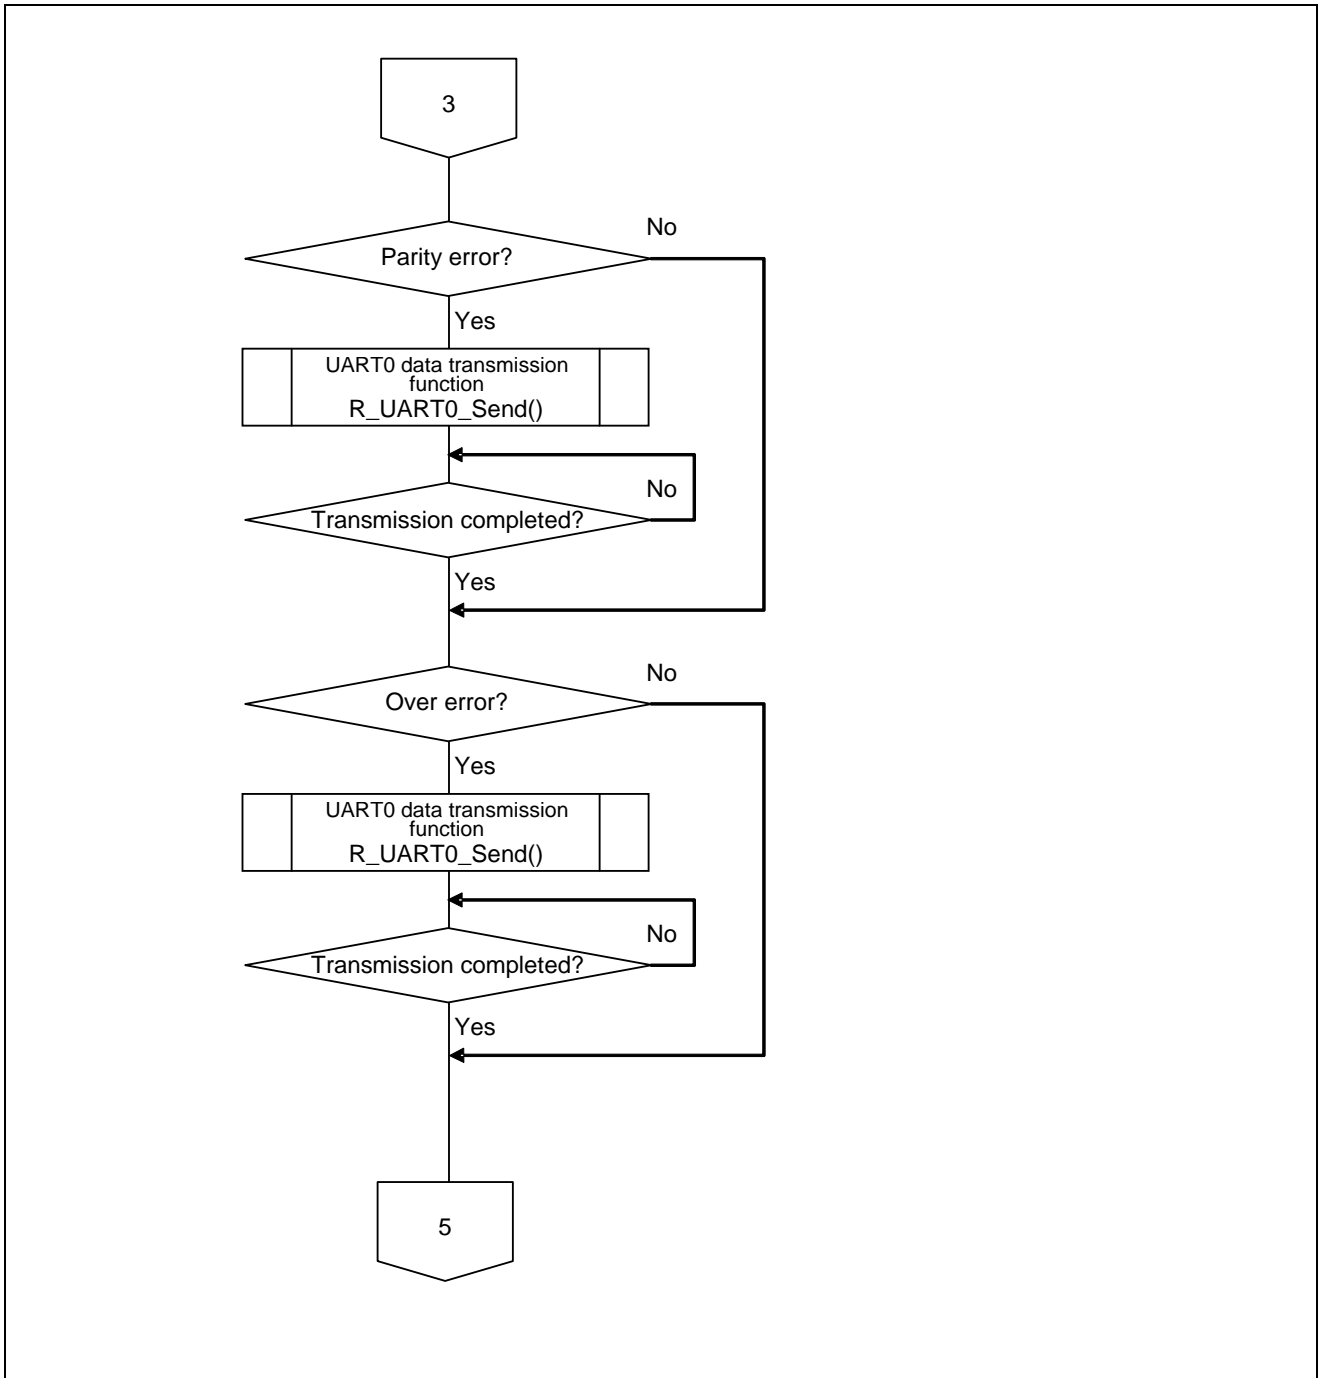 3
No
Parity error?
Yes
UART0 data transmission
function
R_UART0_Send()
No
Transmission completed?
Yes
No
Over error?
Yes
UART0 data transmission
function
R_UART0_Send()
No
Transmission completed?
Yes
5